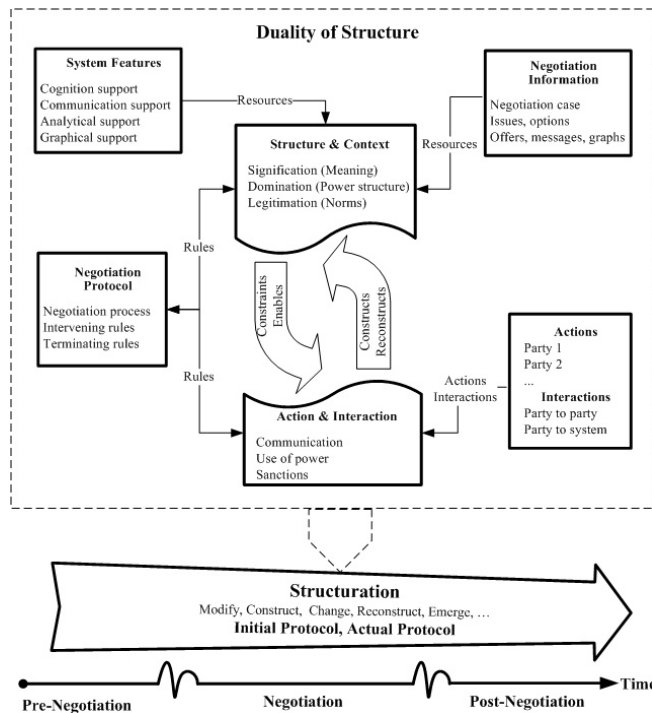 Duality of Structure
System Features
Cognition support
Communication support
Analytical support
Graphical support
Resources
Negotiation
Information
Negotiation case
Issues, options
Offers, messages, graphs
Resources
Structure & Context
Signification (Meaning)
Domination (Power structure)
Legitimation (Norms)
Rules
Negotiation
Protocol
Negotiation process
Intervening rules
Terminating rules
Rules
Constraints
Enables
Constructs
Reconstructs
Actions
Party 1
Party 2
...
Interactions
Party to party
Party to system
Actions
Interactions
Action & Interaction
Communication
Use of power
Sanctions
Structuration
Modify, Construct, Change, Reconstruct, Emerge, …
Initial Protocol, Actual Protocol
Time
Pre-Negotiation
Negotiation
Post-Negotiation